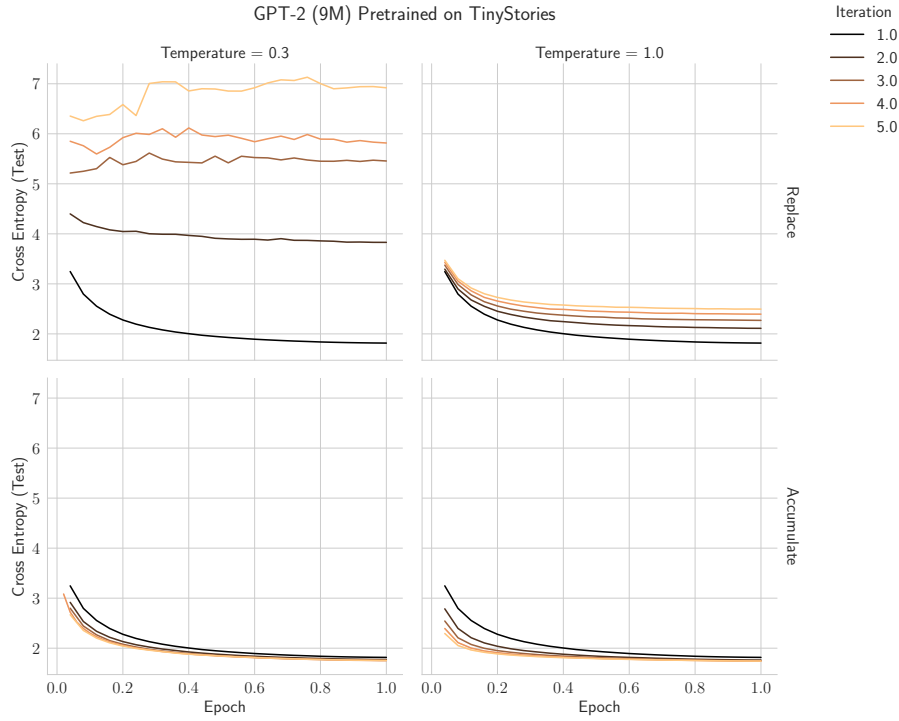 GPT-2 (9M) Pretrained on TinyStories
Iteration
1.0
2.0
3.0
4.0
5.0
Temperature = 0.3
Temperature = 1.0
Cross Entropy (Test)
7
6
5
4
3
2
Replace
Cross Entropy (Test)
7
6
5
4
3
2
Accumulate
0.0 0.2 0.4 0.6 0.8 1.0
Epoch
0.0 0.2 0.4 0.6 0.8 1.0
Epoch